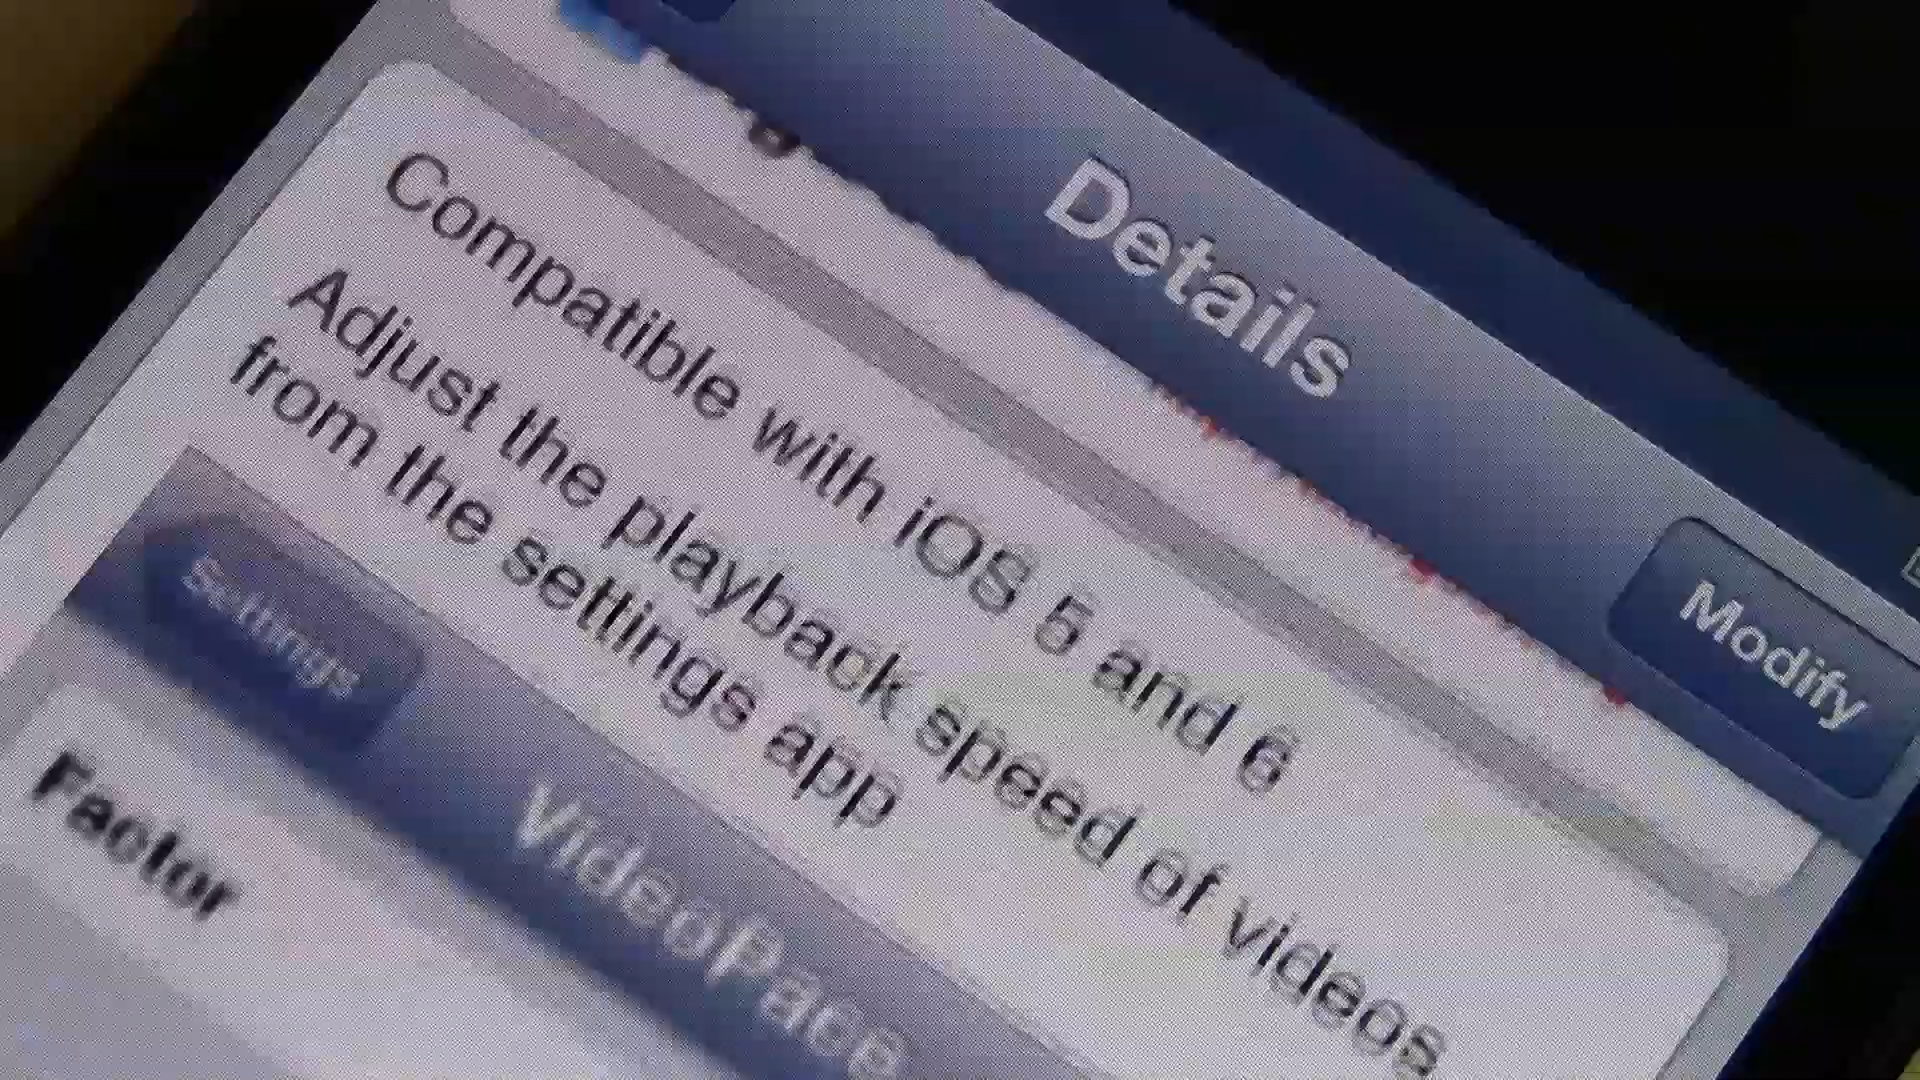 Details
Modify
Compatible with iOS 5 and 6
Adjust the playback speed of videos
from the settings app
Settings
VideoPace
Factor